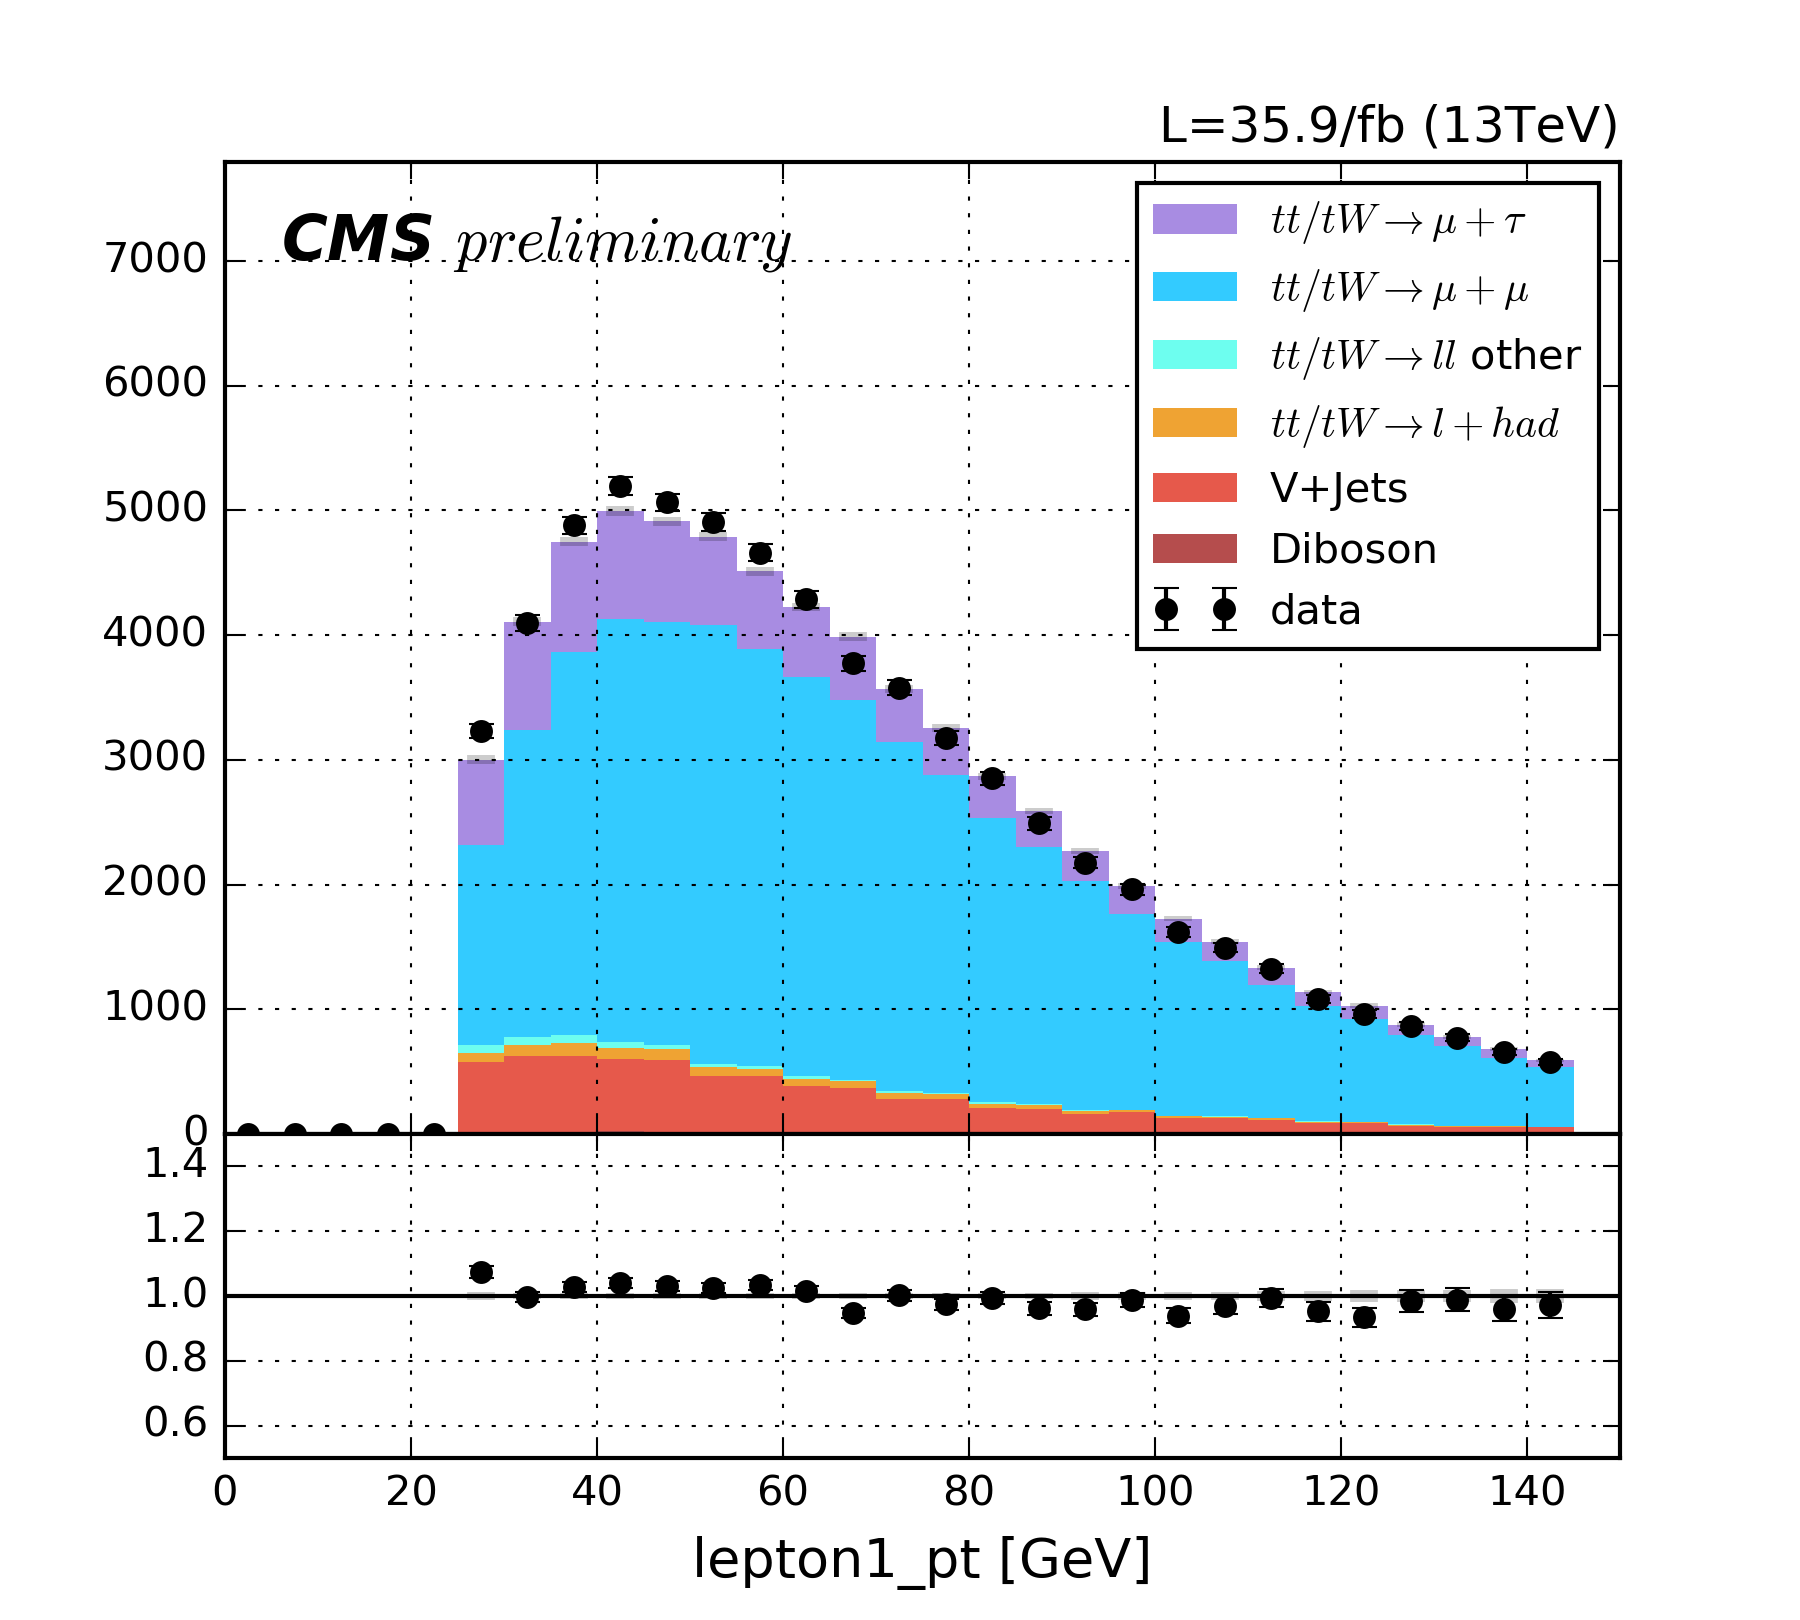 L=35.9/fb (13TeV)
CMS preliminary
7000
6000
5000
4000
3000
2000
1000
0
tt/tW→μ+τ
tt/tW→μ+μ
tt/tW→ll other
tt/tW→l+had
V+Jets
Diboson
data
1.4
1.2
1.0
0.8
0.6
0 20 40 60 80 100 120 140
lepton1_pt [GeV]